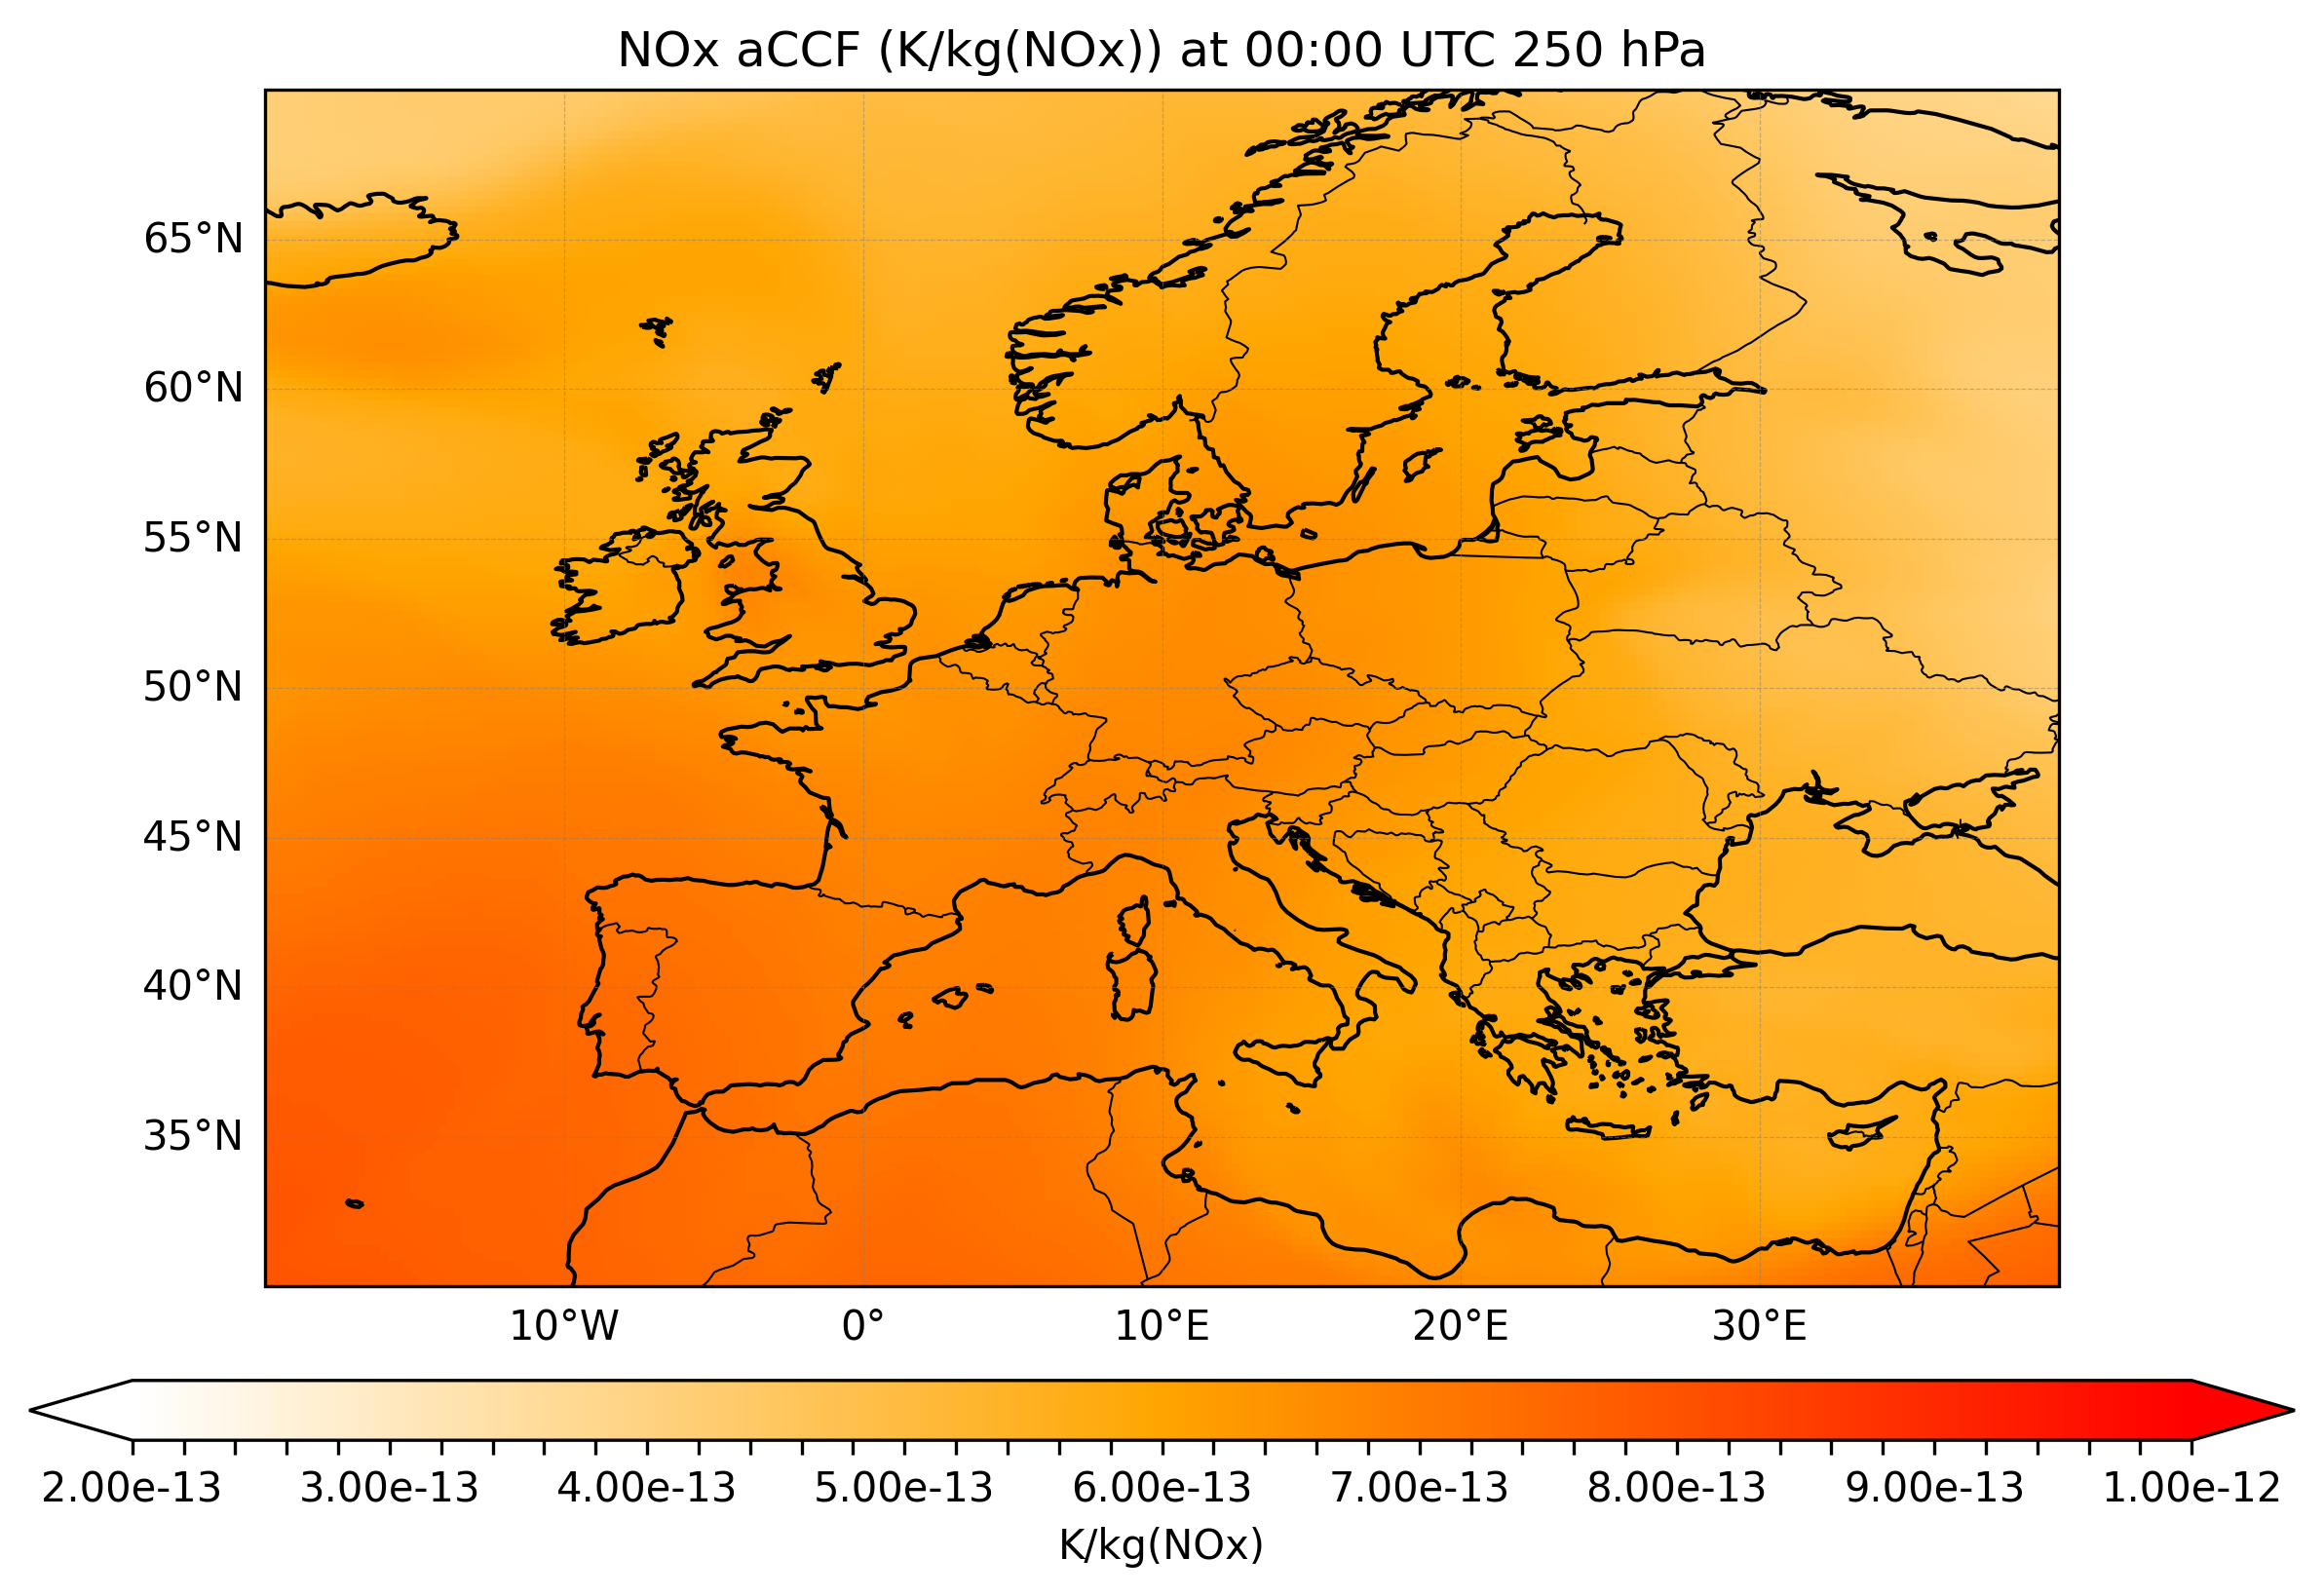 NOx aCCF (K/kg(NOx)) at 00:00 UTC 250 hPa
65°N
60°N
55°N
50°N
45°N
40°N
35°N
10°W 0° 10°E 20°E 30°E
2.00e-13 3.00e-13 4.00e-13 5.00e-13 6.00e-13 7.00e-13 8.00e-13 9.00e-13 1.00e-12
K/kg(NOx)